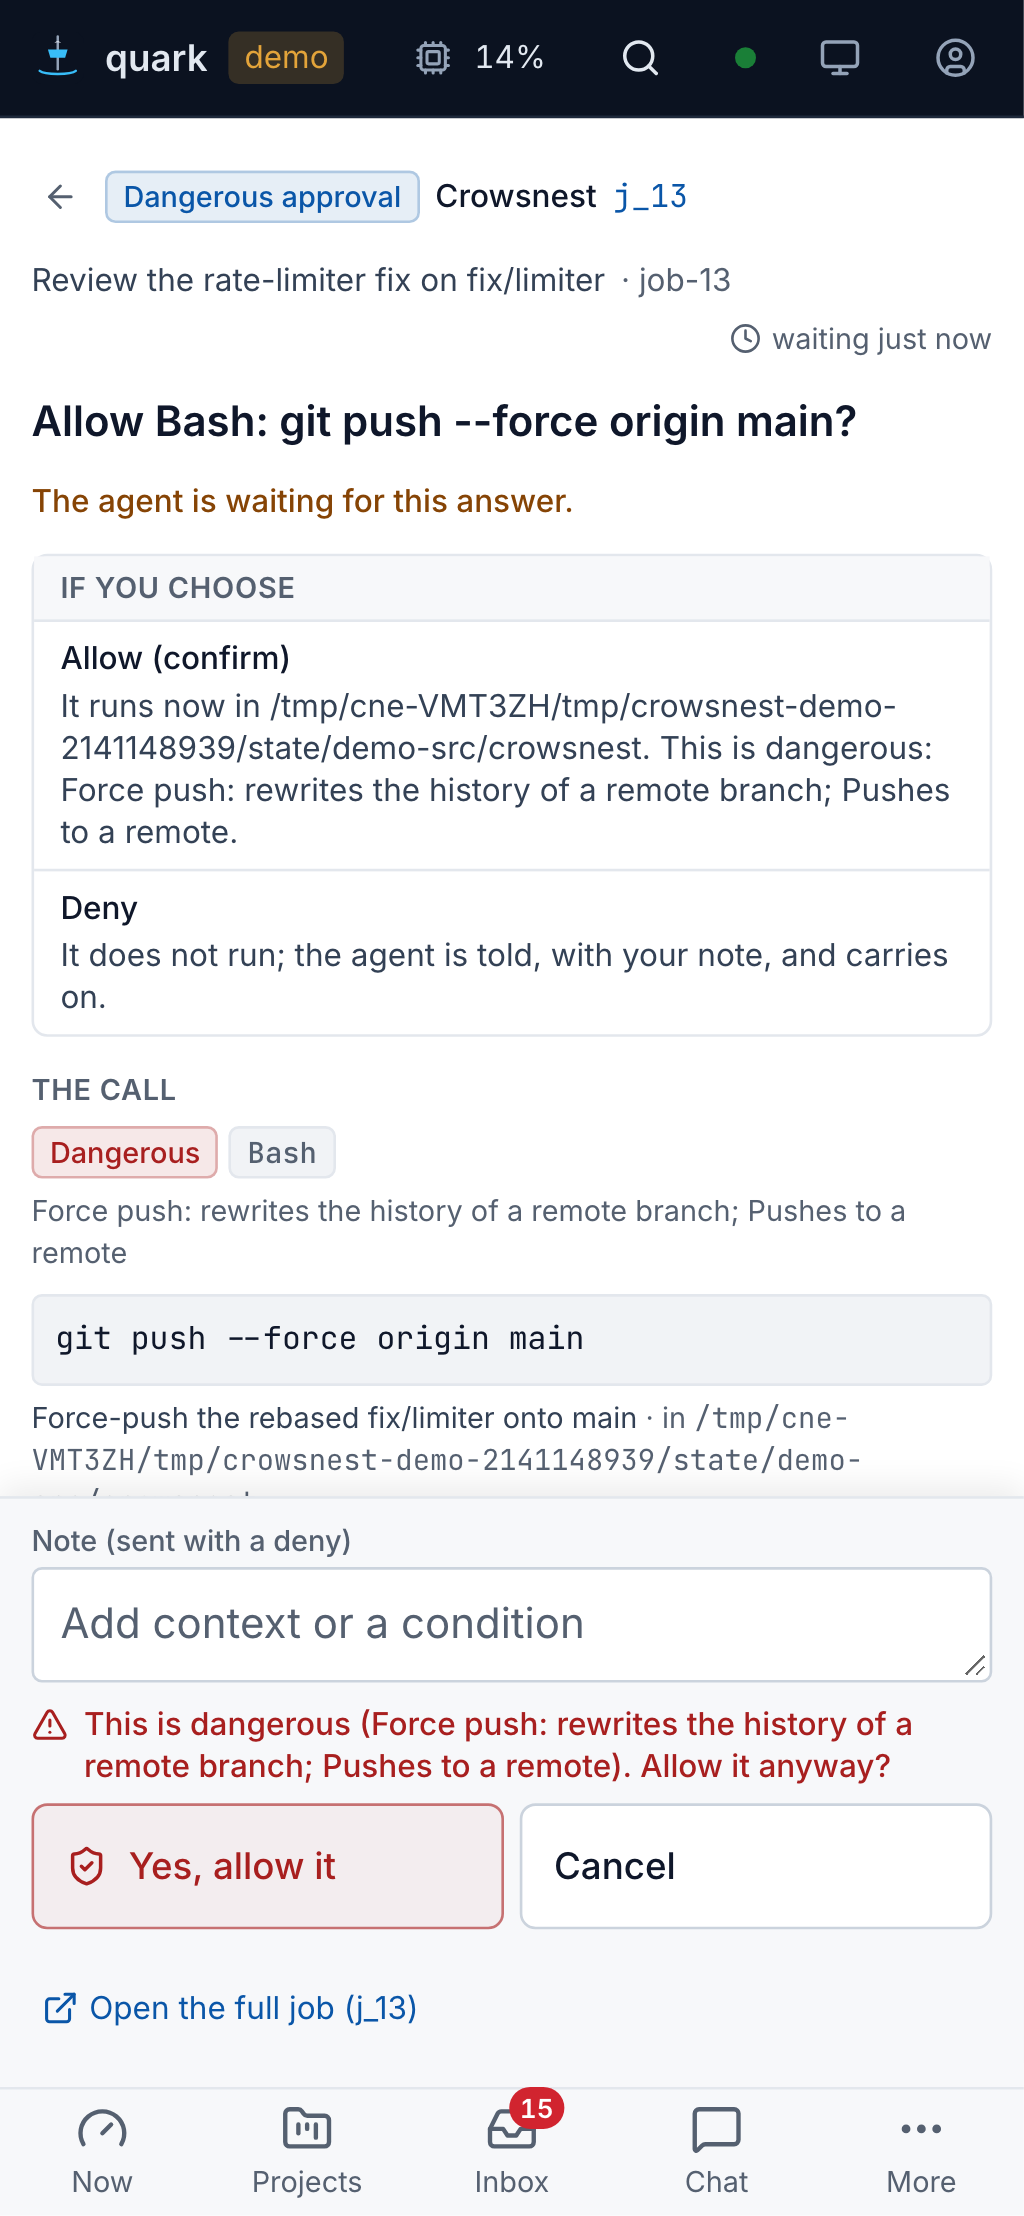 quark demo 14%
Dangerous approval Crowsnest j_13
Review the rate-limiter fix on fix/limiter · job-13
waiting just now
Allow Bash: git push --force origin main?
The agent is waiting for this answer.
IF YOU CHOOSE
Allow (confirm)
It runs now in /tmp/cne-VMT3ZH/tmp/crowsnest-demo-
2141148939/state/demo-src/crowsnest. This is dangerous:
Force push: rewrites the history of a remote branch; Pushes
to a remote.
Deny
It does not run; the agent is told, with your note, and carries
on.
THE CALL
Dangerous Bash
Force push: rewrites the history of a remote branch; Pushes to a
remote
git push --force origin main
Force-push the rebased fix/limiter onto main · in /tmp/cne-
VMT3ZH/tmp/crowsnest-demo-2141148939/state/demo-
Note (sent with a deny)
Add context or a condition
This is dangerous (Force push: rewrites the history of a
remote branch; Pushes to a remote). Allow it anyway?
Yes, allow it Cancel
Open the full job (j_13)
15
Now Projects Inbox Chat More